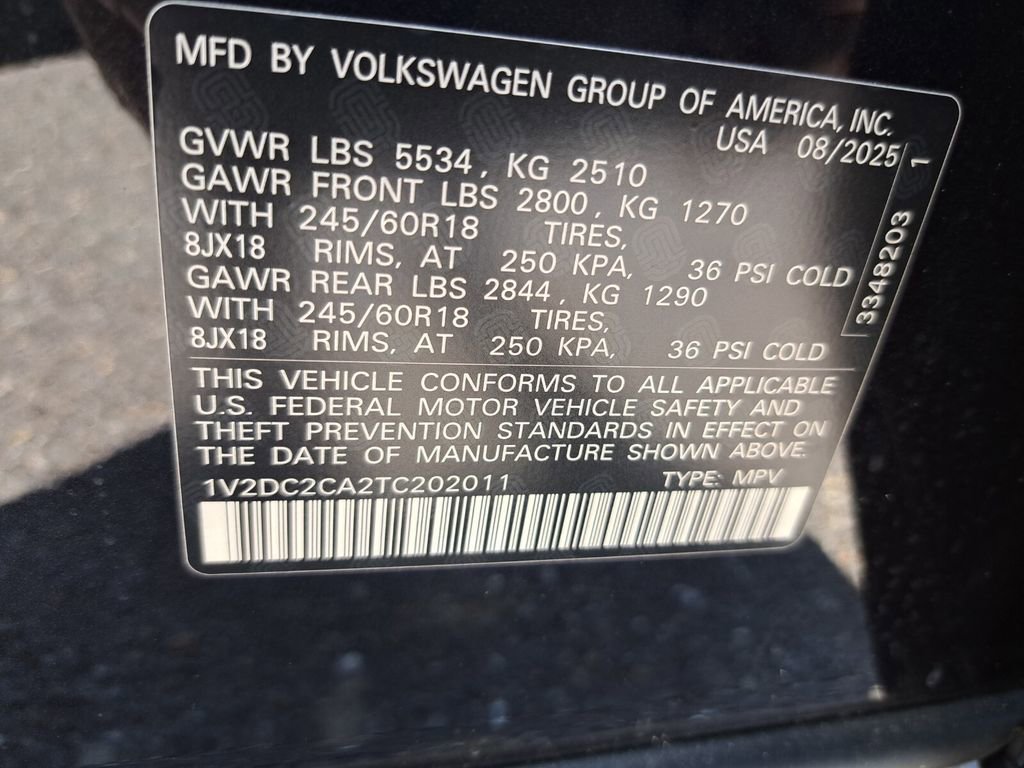 MFD BY VOLKSWAGEN GROUP OF AMERICA, INC.
USA 08/2025
GVWR LBS 5534, KG 2510
GAWR FRONT LBS 2800, KG 1270
WITH 245/60R18 TIRES,
8JX18 RIMS, AT 250 KPA, 36 PSI COLD
GAWR REAR LBS 2844, KG 1290
WITH 245/60R18 TIRES,
8JX18 RIMS, AT 250 KPA, 36 PSI COLD
THIS VEHICLE CONFORMS TO ALL APPLICABLE
U.S. FEDERAL MOTOR VEHICLE SAFETY AND
THEFT PREVENTION STANDARDS IN EFFECT ON
THE DATE OF MANUFACTURE SHOWN ABOVE.
1V2DC2CA2TC202011 TYPE: MPV
3348203 1